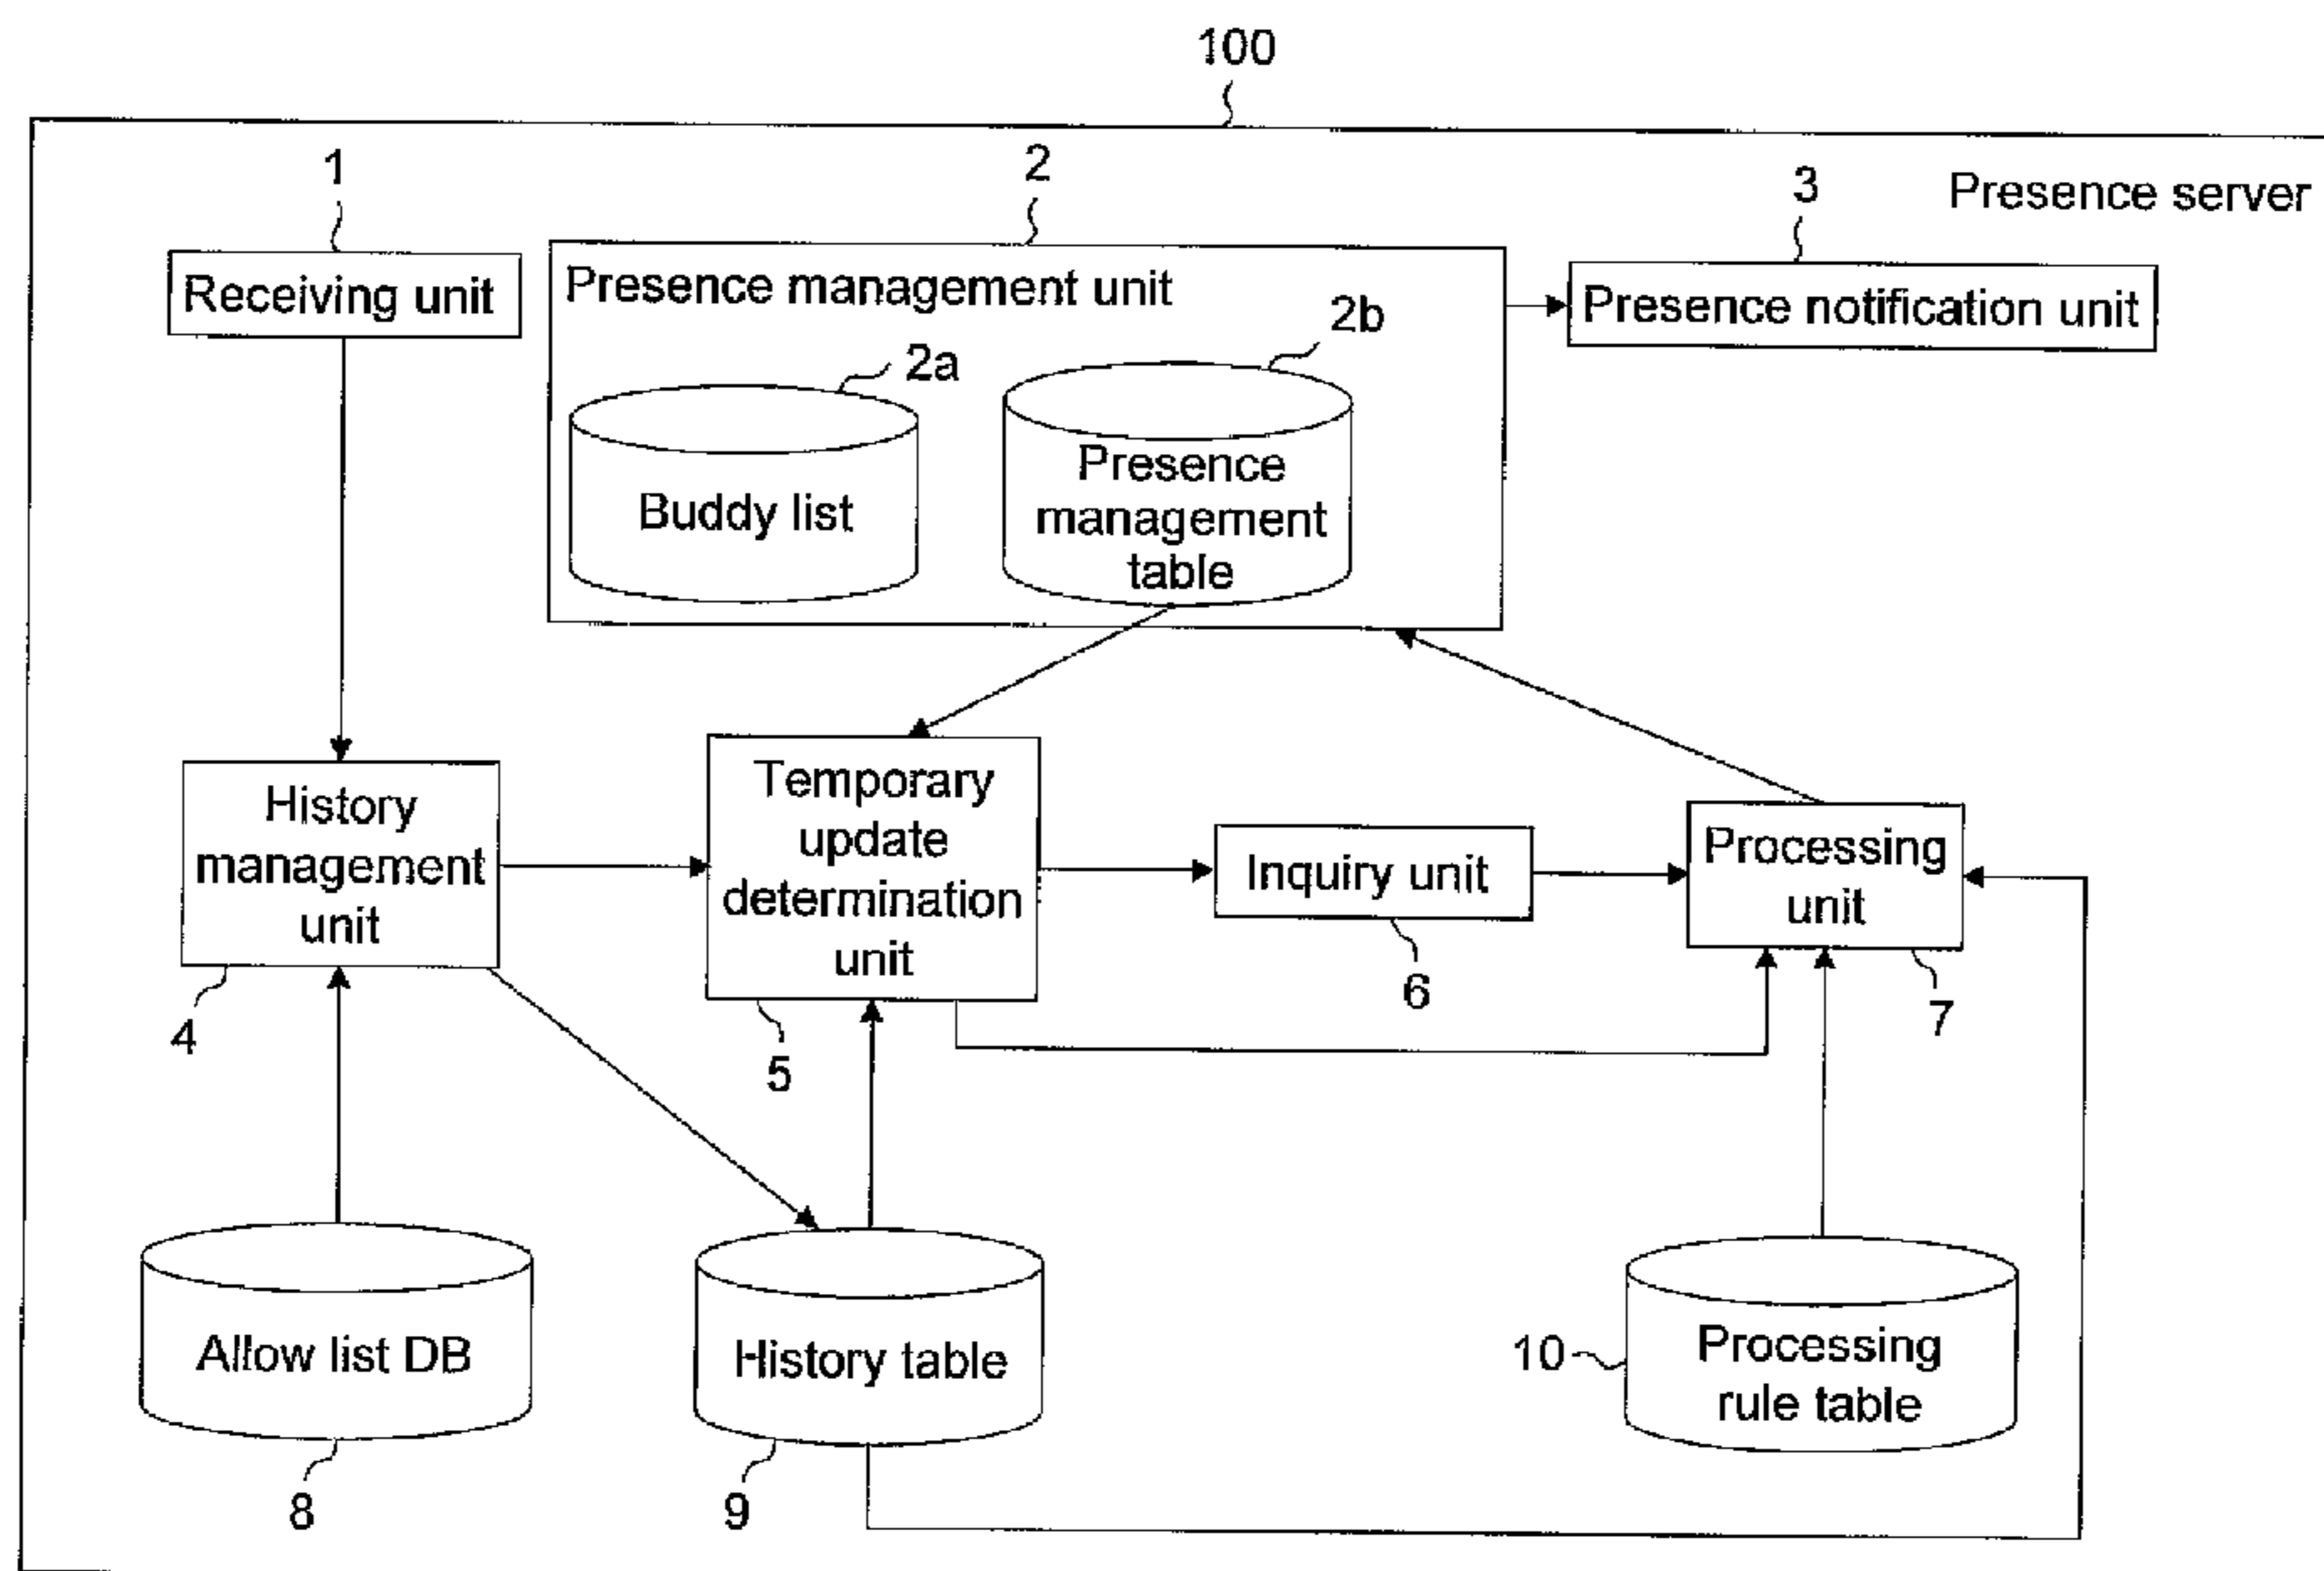 100
1
2
3
Presence server
Receiving unit
Presence management unit
Presence notification unit
2a
2b
Buddy list
Presence
management
table
History
management
unit
Temporary
update
determination
unit
Inquiry unit
Processing
unit
4
5
6
7
Allow list DB
History table
10
Processing
rule table
8
9